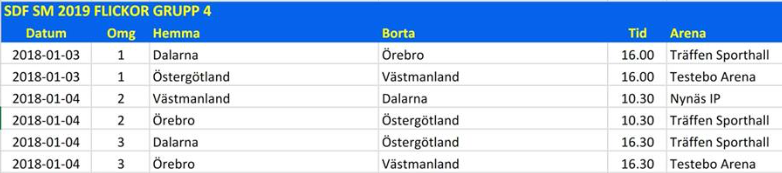 SDF SM 2019 FLICKOR GRUPP 4
Datum Omg Hemma Borta Tid Arena
2018-01-03 1 Dalarna Örebro 16.00 Träffen Sporthall
2018-01-03 1 Östergötland Västmanland 16.00 Testebo Arena
2018-01-04 2 Västmanland Dalarna 10.30 Nynäs IP
2018-01-04 2 Örebro Östergötland 10.30 Träffen Sporthall
2018-01-04 3 Dalarna Östergötland 16.30 Träffen Sporthall
2018-01-04 3 Örebro Västmanland 16.30 Testebo Arena